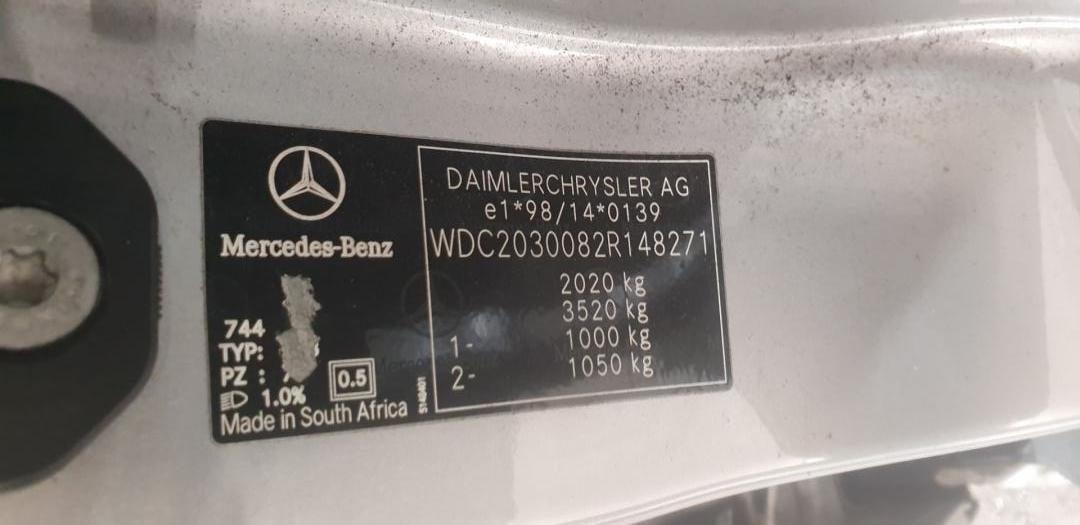 Mercedes-Benz
744
TYP:
PZ :
0.5
1.0%
Made in South Africa
DAIMLERCHRYSLER AG
e1*98/14*0139
WDC2030082R148271
2020 kg
3520 kg
1- 1000 kg
2- 1050 kg